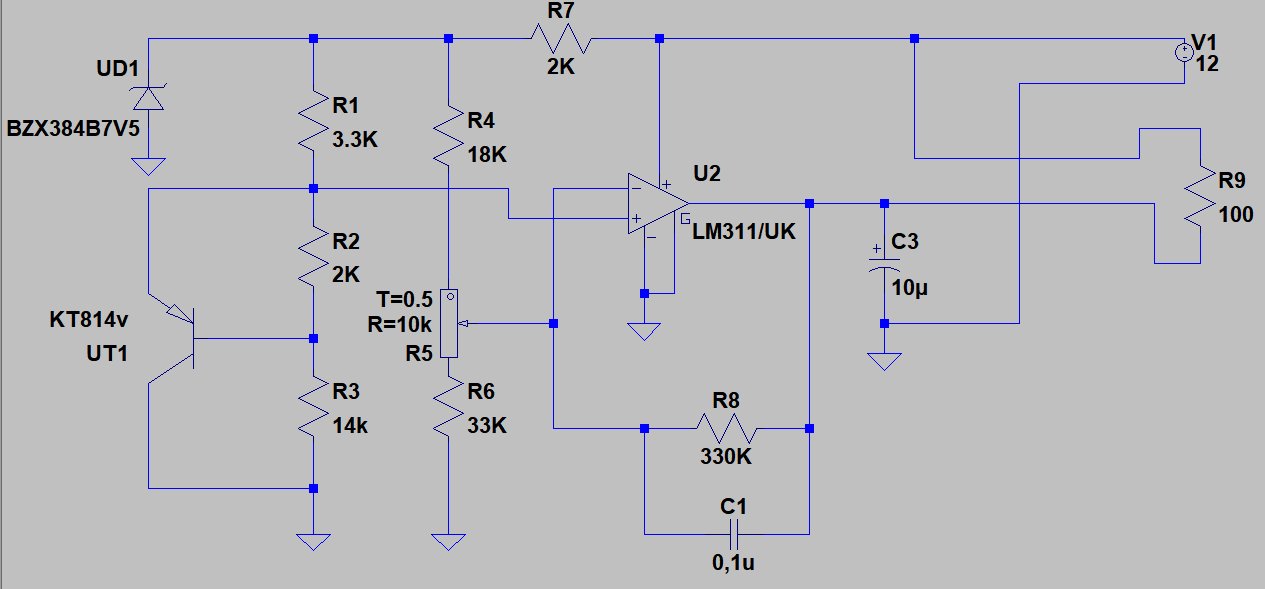 R7
2K
V1
12
UD1
BZX384B7V5
R1
3.3K
R4
18K
U2
LM311/UK
R9
100
R2
2K
C3
10µ
KT814v
UT1
T=0.5
R=10k
R5
R3
14k
R6
33K
R8
330K
C1
0,1u